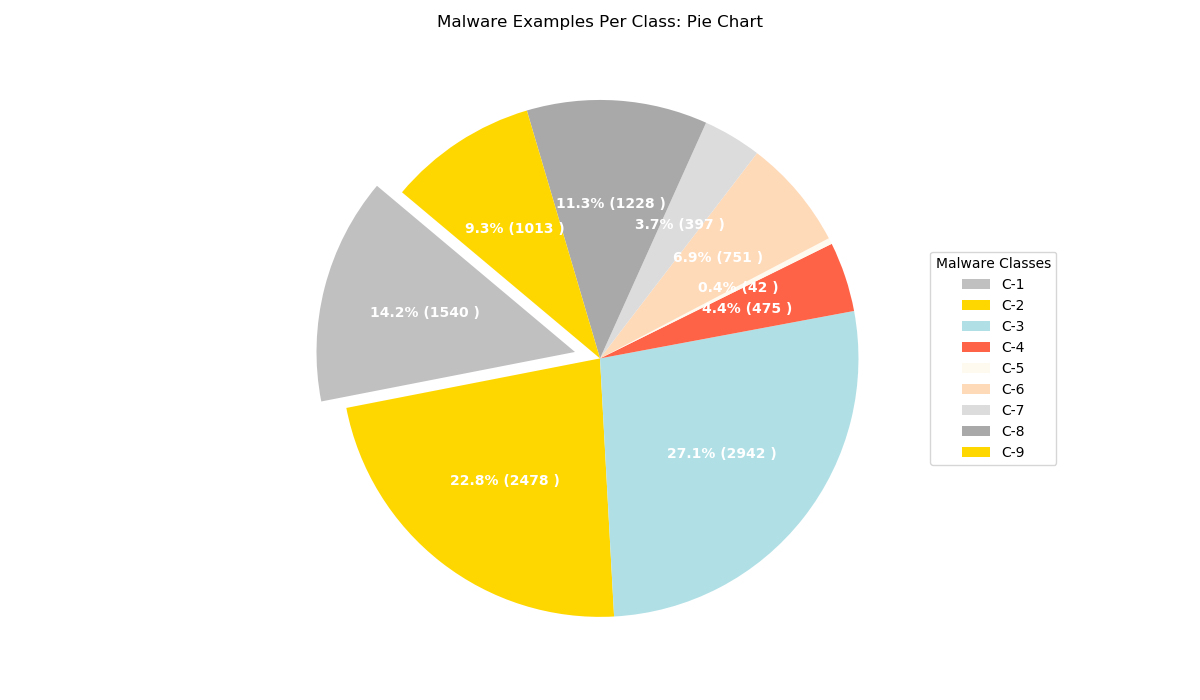 Malware Examples Per Class: Pie Chart
11.3% (1228 )
3.7% (397 )
9.3% (1013 )
6.9% (751 )
0.4% (42 )
4.4% (475 )
14.2% (1540 )
27.1% (2942 )
22.8% (2478 )
Malware Classes
C-1
C-2
C-3
C-4
C-5
C-6
C-7
C-8
C-9